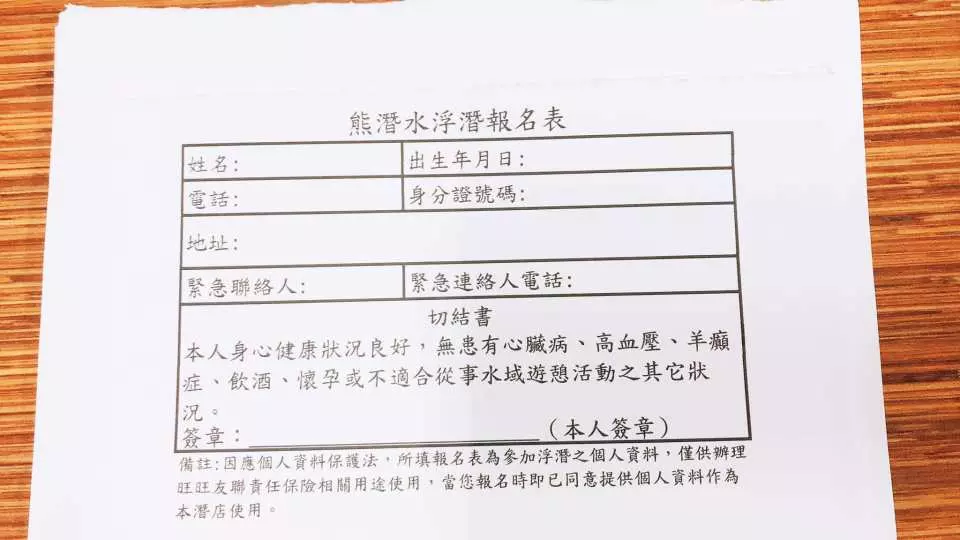 熊潛水浮潛報名表
姓名: 出生年月日:
電話: 身分證號碼:
地址:
緊急聯絡人: 緊急連絡人電話:
切結書
本人身心健康狀況良好，無患有心臟病、高血壓、羊癲
症、飲酒、懷孕或不適合從事水域遊憩活動之其它狀
況。
簽章：＿＿＿＿＿＿＿＿＿＿＿＿（本人簽章）
備註:因應個人資料保護法，所填報名表為參加浮潛之個人資料，僅供辦理
旺旺友聯責任保險相關用途使用，當您報名時即已同意提供個人資料作為
本潛店使用。